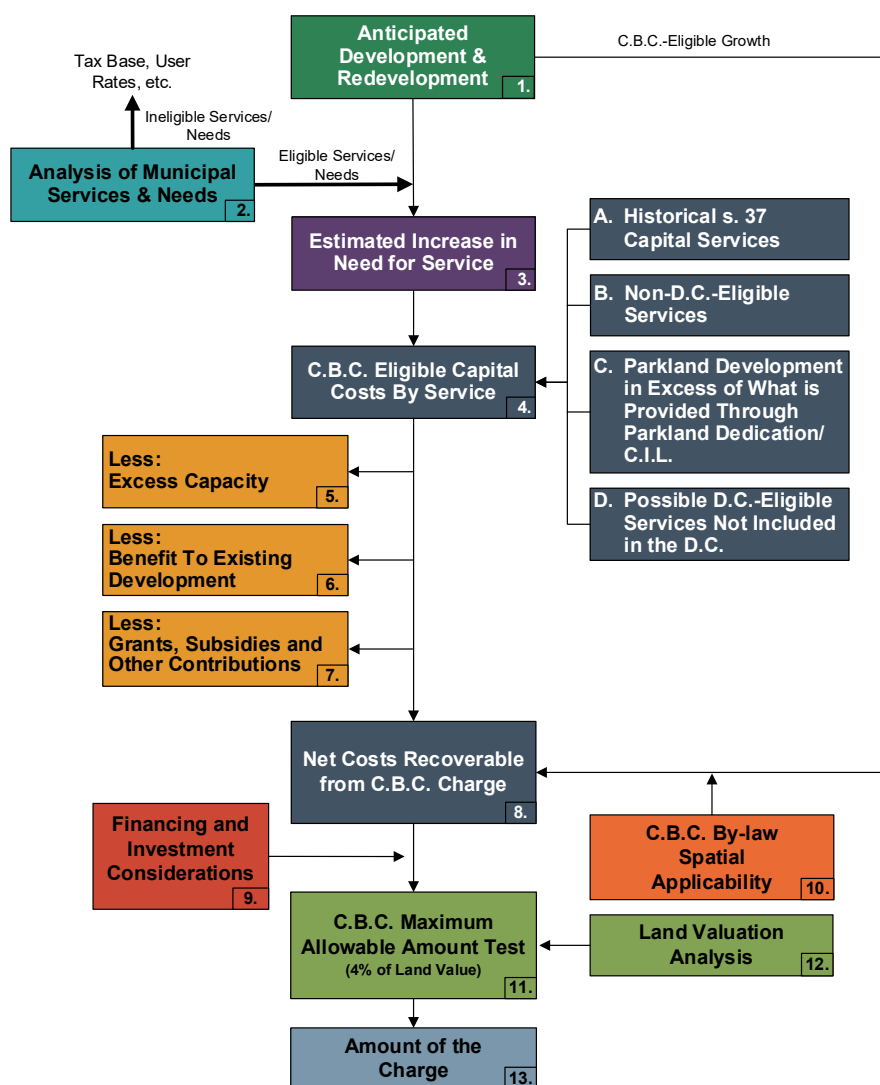 Anticipated
Development &
Redevelopment
1.
C.B.C.-Eligible Growth
Tax Base, User
Rates, etc.
Ineligible Services/
Needs
Analysis of Municipal
Services & Needs
2.
Eligible Services/
Needs
Estimated Increase in
Need for Service
3.
A. Historical s. 37
Capital Services
B. Non-D.C.-Eligible
Services
C. Parkland Development
in Excess of What is
Provided Through
Parkland Dedication/
C.I.L.
D. Possible D.C.-Eligible
Services Not Included
in the D.C.
C.B.C. Eligible Capital
Costs By Service
4.
Less:
Excess Capacity
5.
Less:
Benefit To Existing
Development
6.
Less:
Grants, Subsidies and
Other Contributions
7.
Net Costs Recoverable
from C.B.C. Charge
8.
Financing and
Investment
Considerations
9.
C.B.C. By-law
Spatial
Applicability
10.
C.B.C. Maximum
Allowable Amount Test
(4% of Land Value)
11.
Land Valuation
Analysis
12.
Amount of the
Charge
13.